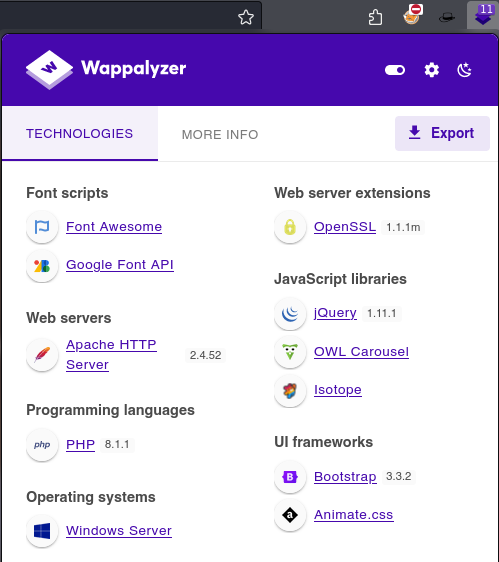 11
Wappalyzer
TECHNOLOGIES
MORE INFO
Export
Font scripts
Font Awesome
Google Font API
Web servers
Apache HTTP
Server
2.4.52
Programming languages
php
PHP 8.1.1
Operating systems
Windows Server
Web server extensions
OpenSSL 1.1.1m
JavaScript libraries
jQuery 1.11.1
OWL Carousel
Isotope
UI frameworks
B
Bootstrap 3.3.2
a
Animate.css